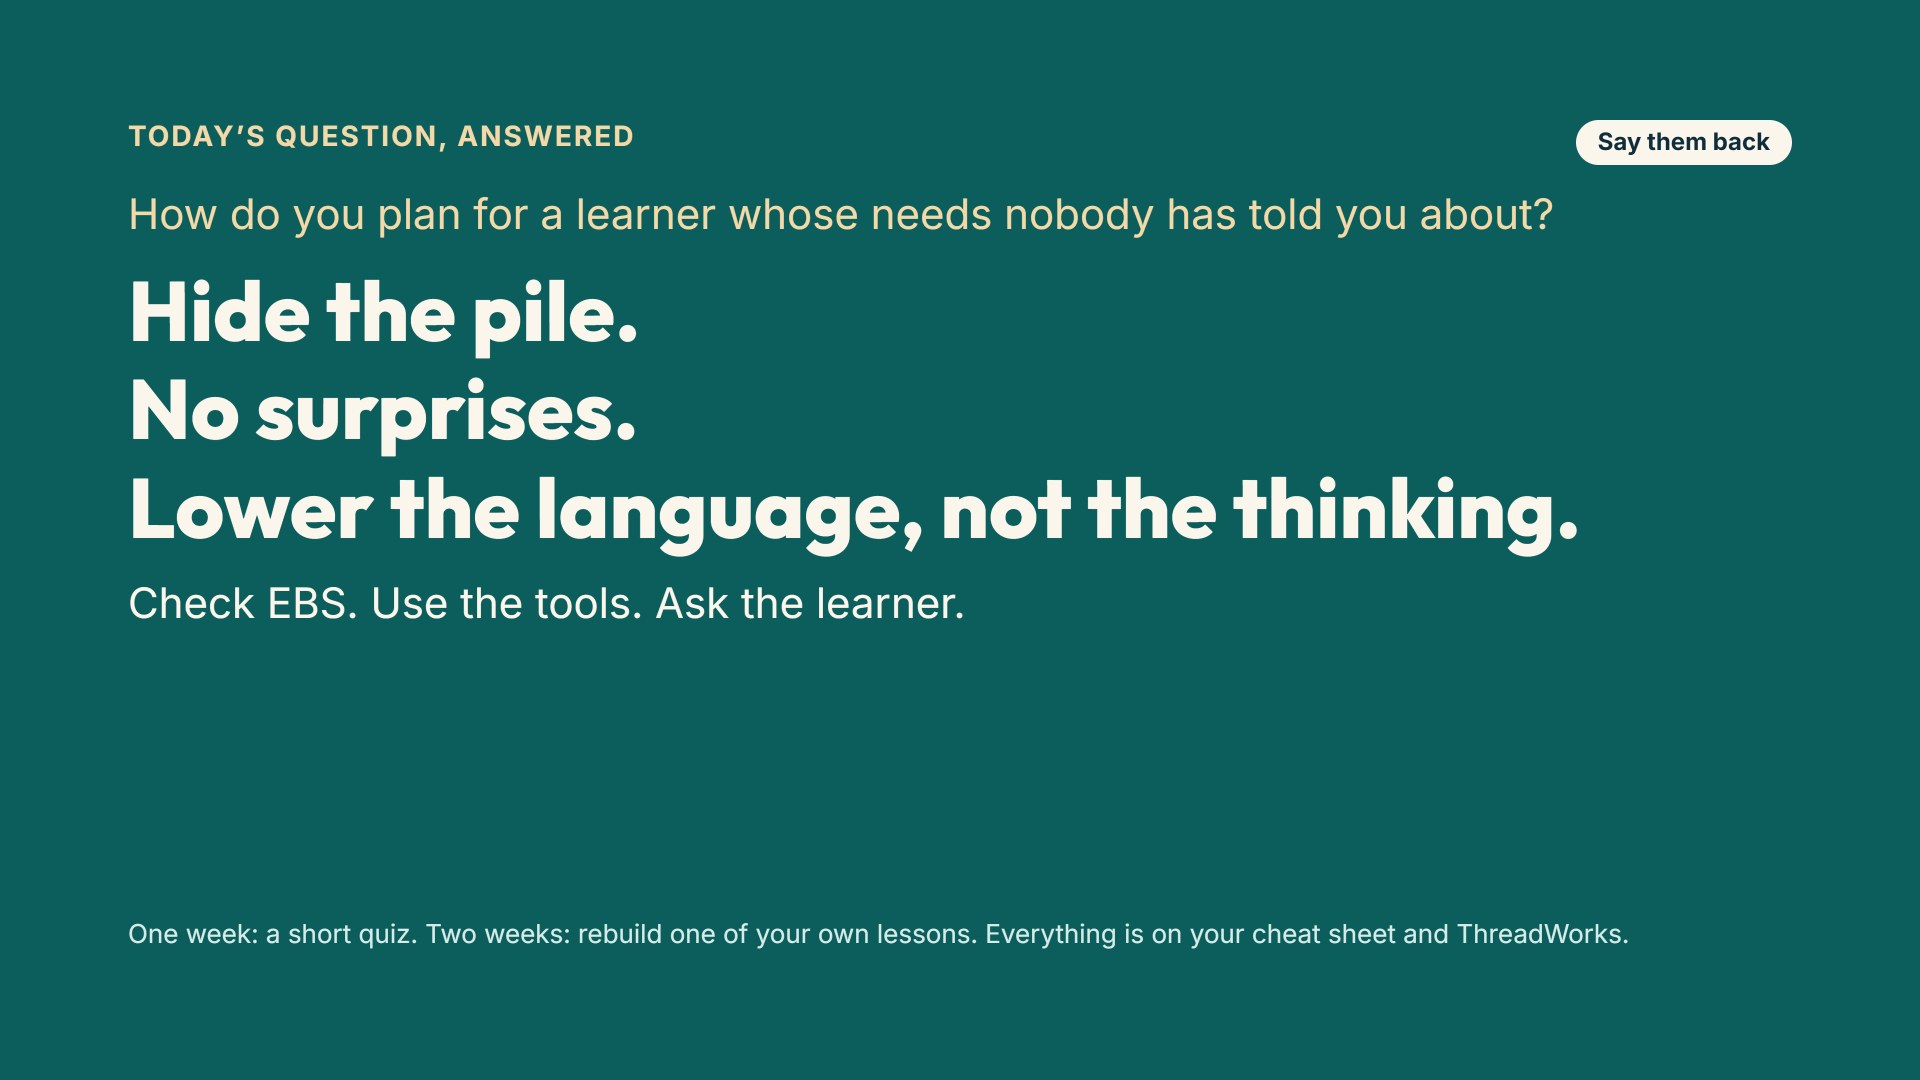 TODAY’S QUESTION, ANSWERED
Say them back
How do you plan for a learner whose needs nobody has told you about?
Hide the pile.
No surprises.
Lower the language, not the thinking.
Check EBS. Use the tools. Ask the learner.
One week: a short quiz. Two weeks: rebuild one of your own lessons. Everything is on your cheat sheet and ThreadWorks.